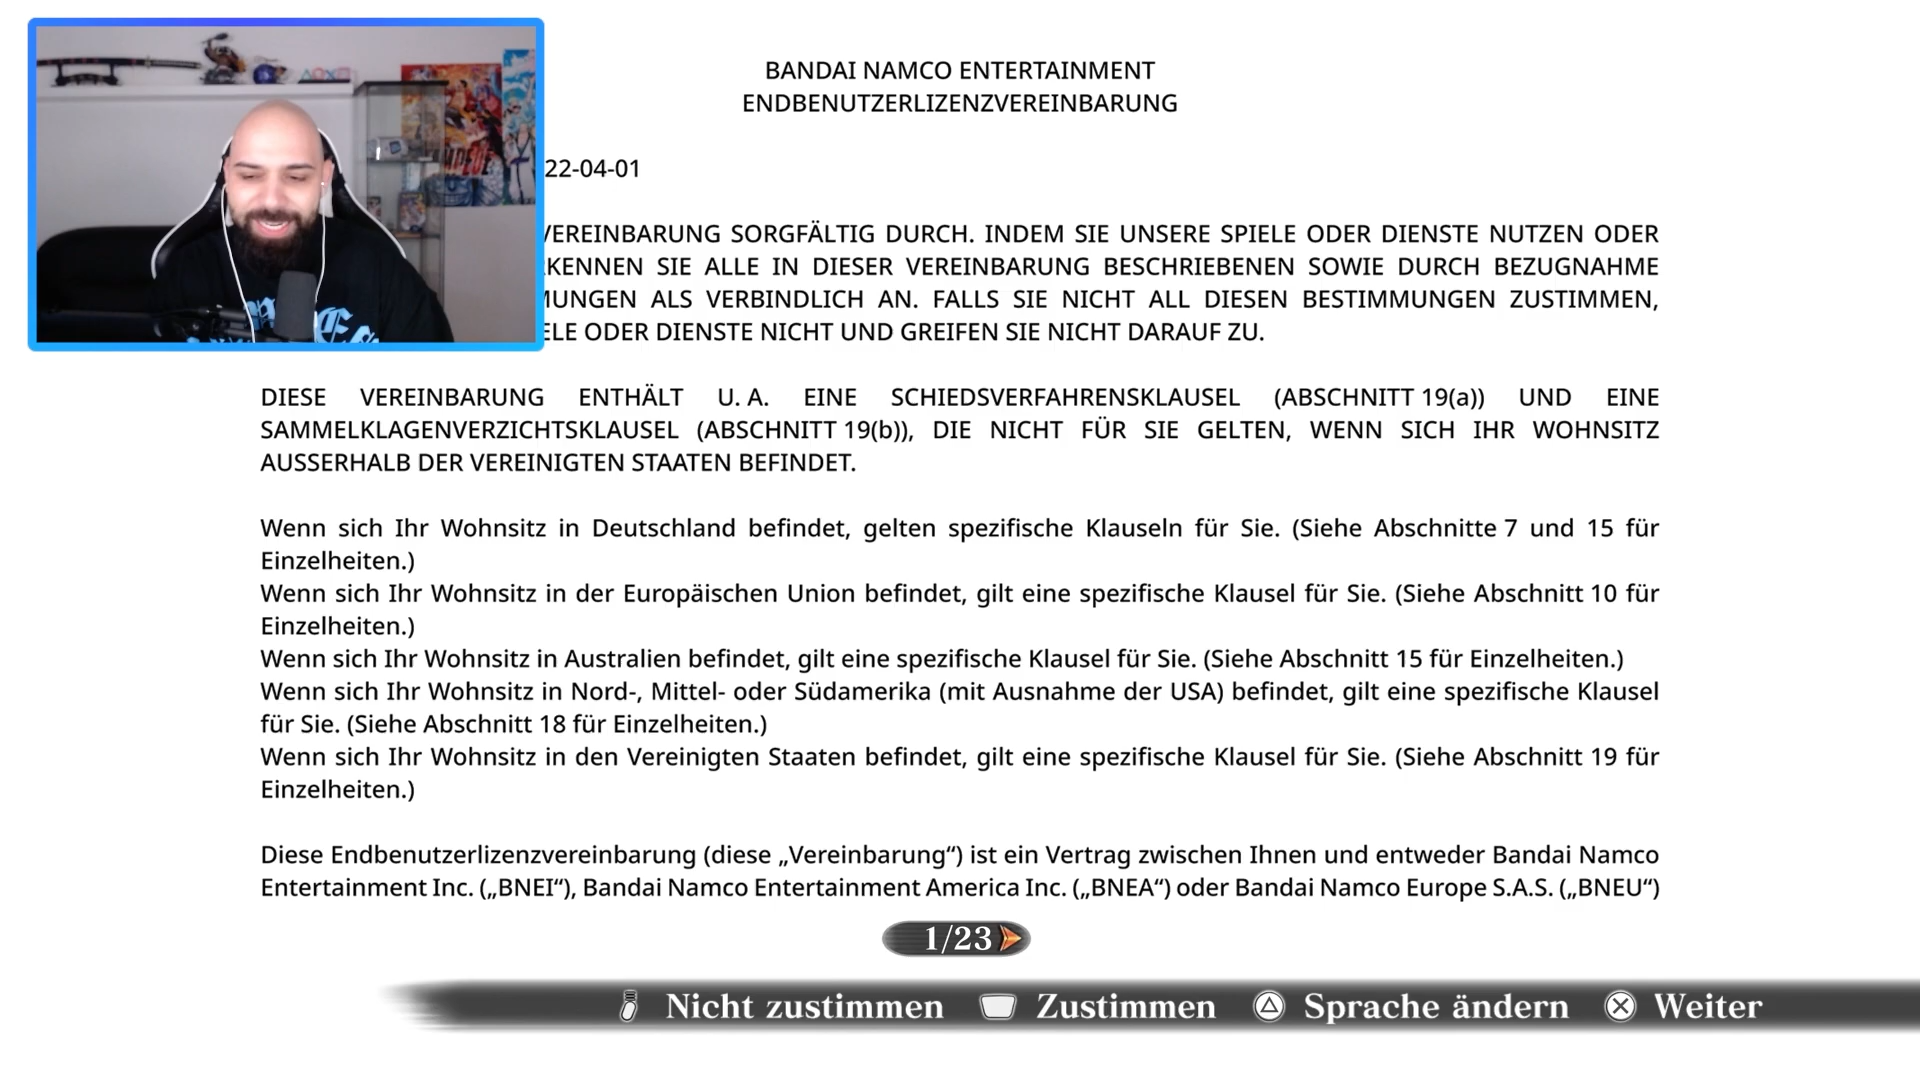 BANDAI NAMCO ENTERTAINMENT
ENDBENUTZERLIZENZVEREINBARUNG
22-04-01
VEREINBARUNG SORGFÄLTIG DURCH. INDEM SIE UNSERE SPIELE ODER DIENSTE NUTZEN ODER
KENNEN SIE ALLE IN DIESER VEREINBARUNG BESCHRIEBENEN SOWIE DURCH BEZUGNAHME
MUNGEN ALS VERBINDLICH AN. FALLS SIE NICHT ALL DIESEN BESTIMMUNGEN ZUSTIMMEN,
ELE ODER DIENSTE NICHT UND GREIFEN SIE NICHT DARAUF ZU.
DIESE VEREINBARUNG ENTHÄLT U. A. EINE SCHIEDSVERFAHRENSKLAUSEL (ABSCHNITT 19(a)) UND EINE
SAMMELKLAGENVERZICHTSKLAUSEL (ABSCHNITT 19(b)), DIE NICHT FÜR SIE GELTEN, WENN SICH IHR WOHNSITZ
AUSSERHALB DER VEREINIGTEN STAATEN BEFINDET.
Wenn sich Ihr Wohnsitz in Deutschland befindet, gelten spezifische Klauseln für Sie. (Siehe Abschnitte 7 und 15 für
Einzelheiten.)
Wenn sich Ihr Wohnsitz in der Europäischen Union befindet, gilt eine spezifische Klausel für Sie. (Siehe Abschnitt 10 für
Einzelheiten.)
Wenn sich Ihr Wohnsitz in Australien befindet, gilt eine spezifische Klausel für Sie. (Siehe Abschnitt 15 für Einzelheiten.)
Wenn sich Ihr Wohnsitz in Nord-, Mittel- oder Südamerika (mit Ausnahme der USA) befindet, gilt eine spezifische Klausel
für Sie. (Siehe Abschnitt 18 für Einzelheiten.)
Wenn sich Ihr Wohnsitz in den Vereinigten Staaten befindet, gilt eine spezifische Klausel für Sie. (Siehe Abschnitt 19 für
Einzelheiten.)
Diese Endbenutzerlizenzvereinbarung (diese „Vereinbarung“) ist ein Vertrag zwischen Ihnen und entweder Bandai Namco
Entertainment Inc. („BNEI“), Bandai Namco Entertainment America Inc. („BNEA“) oder Bandai Namco Europe S.A.S. („BNEU“)
1/23
Nicht zustimmen Zustimmen Sprache ändern Weiter